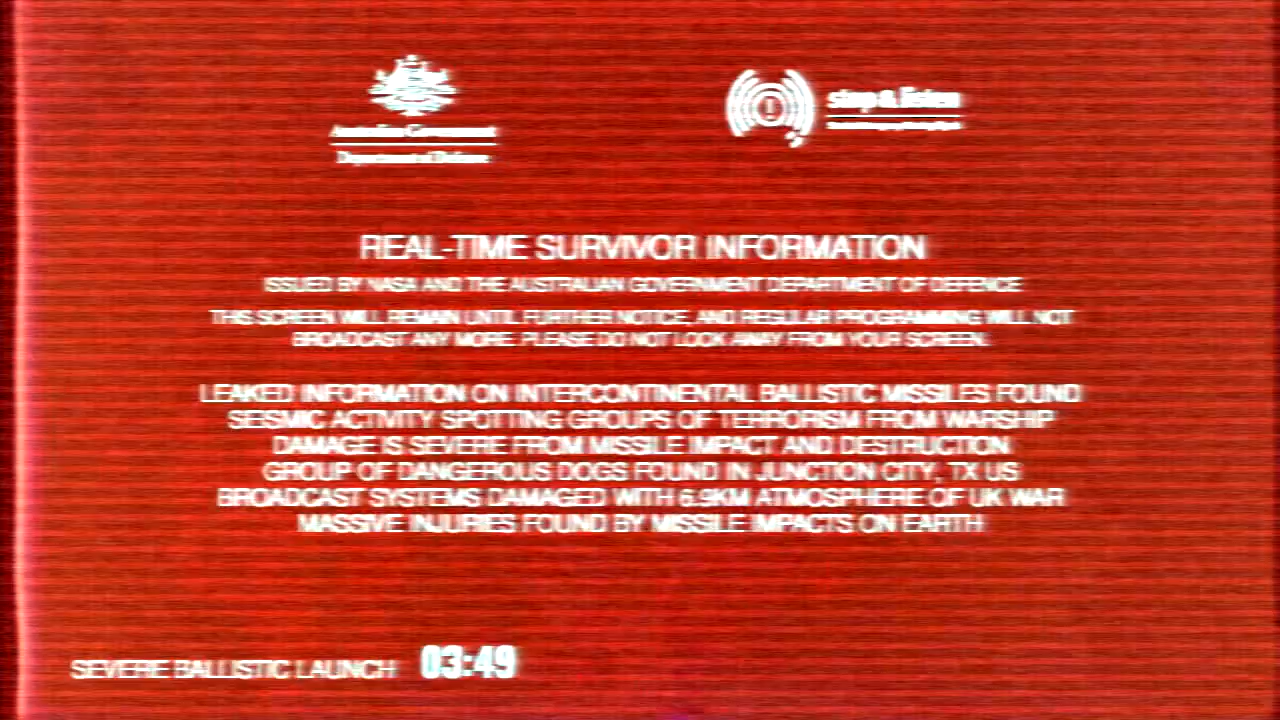 Australian Government
Department of Defence
stop & listen
REAL-TIME SURVIVOR INFORMATION
ISSUED BY NASA AND THE AUSTRALIAN GOVERNMENT DEPARTMENT OF DEFENCE
THIS SCREEN WILL REMAIN UNTIL FURTHER NOTICE, AND REGULAR PROGRAMMING WILL NOT
BROADCAST ANY MORE. PLEASE DO NOT LOOK AWAY FROM YOUR SCREEN.
LEAKED INFORMATION ON INTERCONTINENTAL BALLISTIC MISSILES FOUND
SEISMIC ACTIVITY SPOTTING GROUPS OF TERRORISM FROM WARSHIP
DAMAGE IS SEVERE FROM MISSILE IMPACT AND DESTRUCTION
GROUP OF DANGEROUS DOGS FOUND IN JUNCTION CITY, TX US
BROADCAST SYSTEMS DAMAGED WITH 6.9KM ATMOSPHERE OF UK WAR
MASSIVE INJURIES FOUND BY MISSILE IMPACTS ON EARTH
SEVERE BALLISTIC LAUNCH 03:49